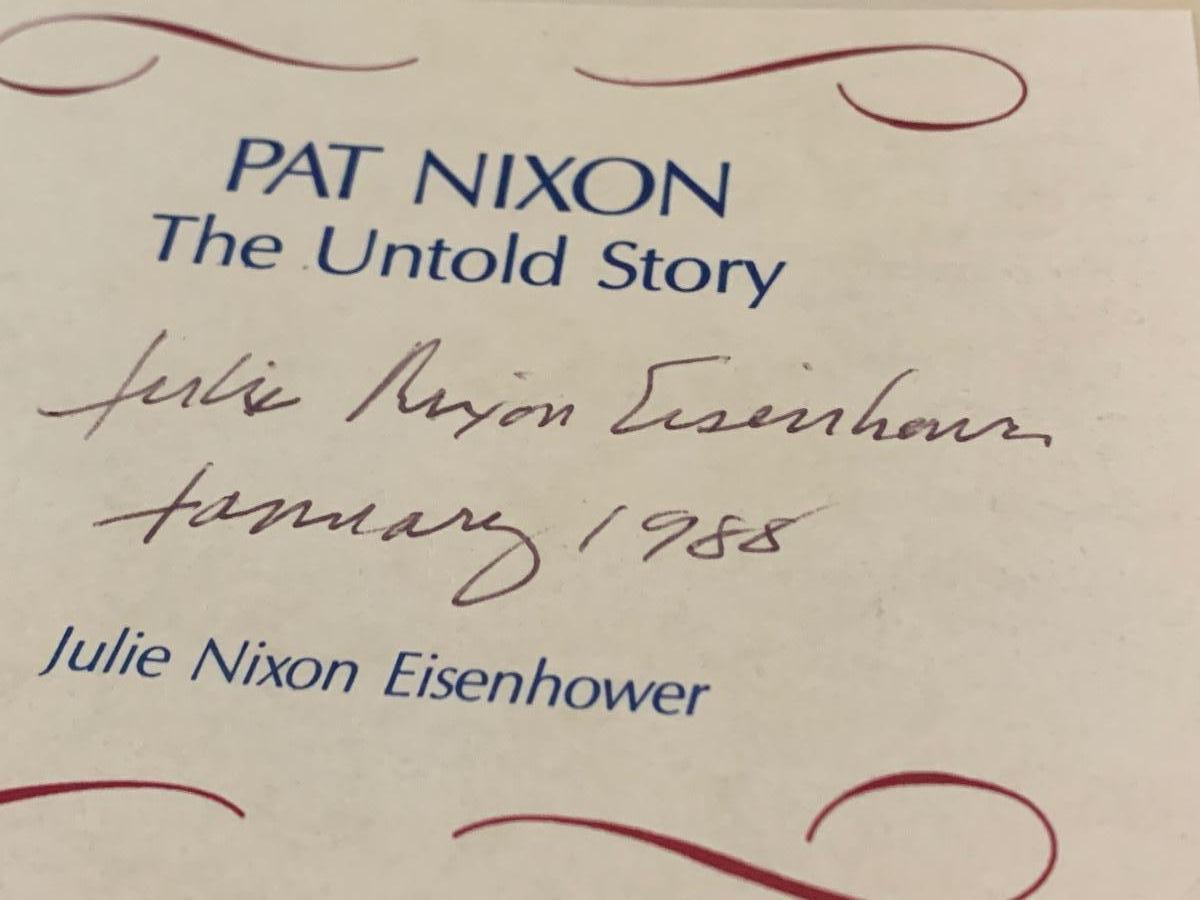 PAT NIXON
The Untold Story
Julie Nixon Eisenhower
January 1988
Julie Nixon Eisenhower